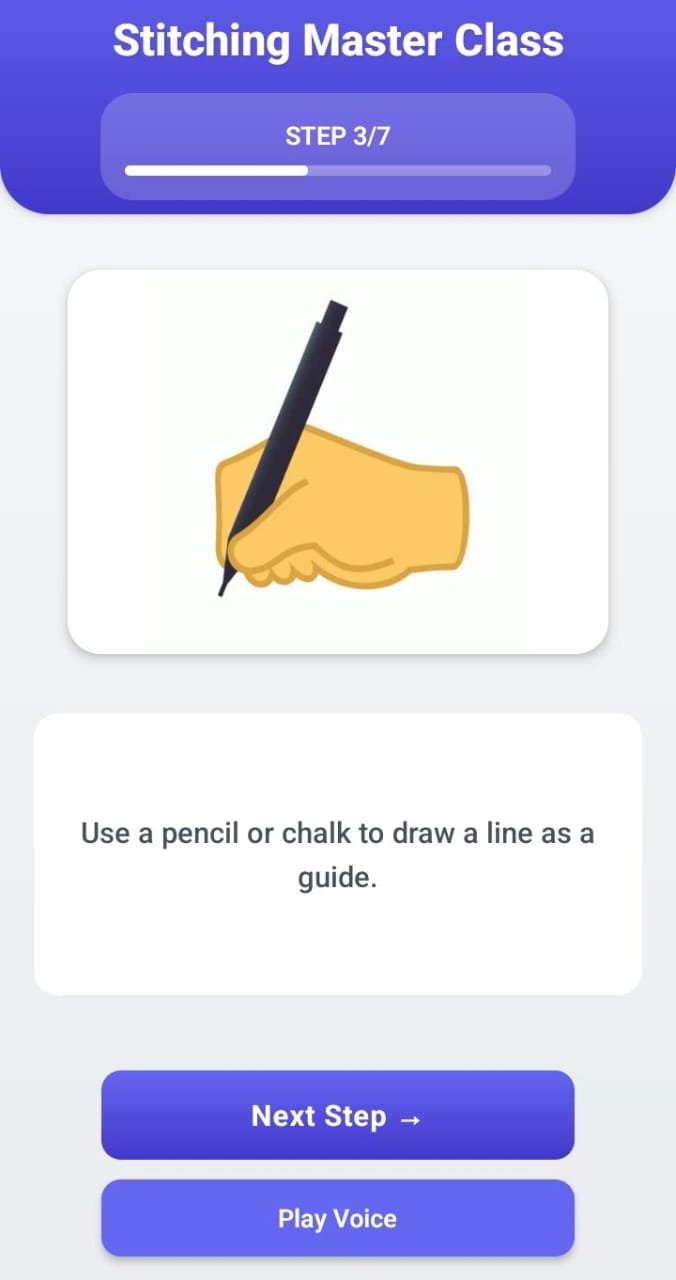 Stitching Master Class
STEP 3/7
Use a pencil or chalk to draw a line as a
guide.
Next Step →
Play Voice